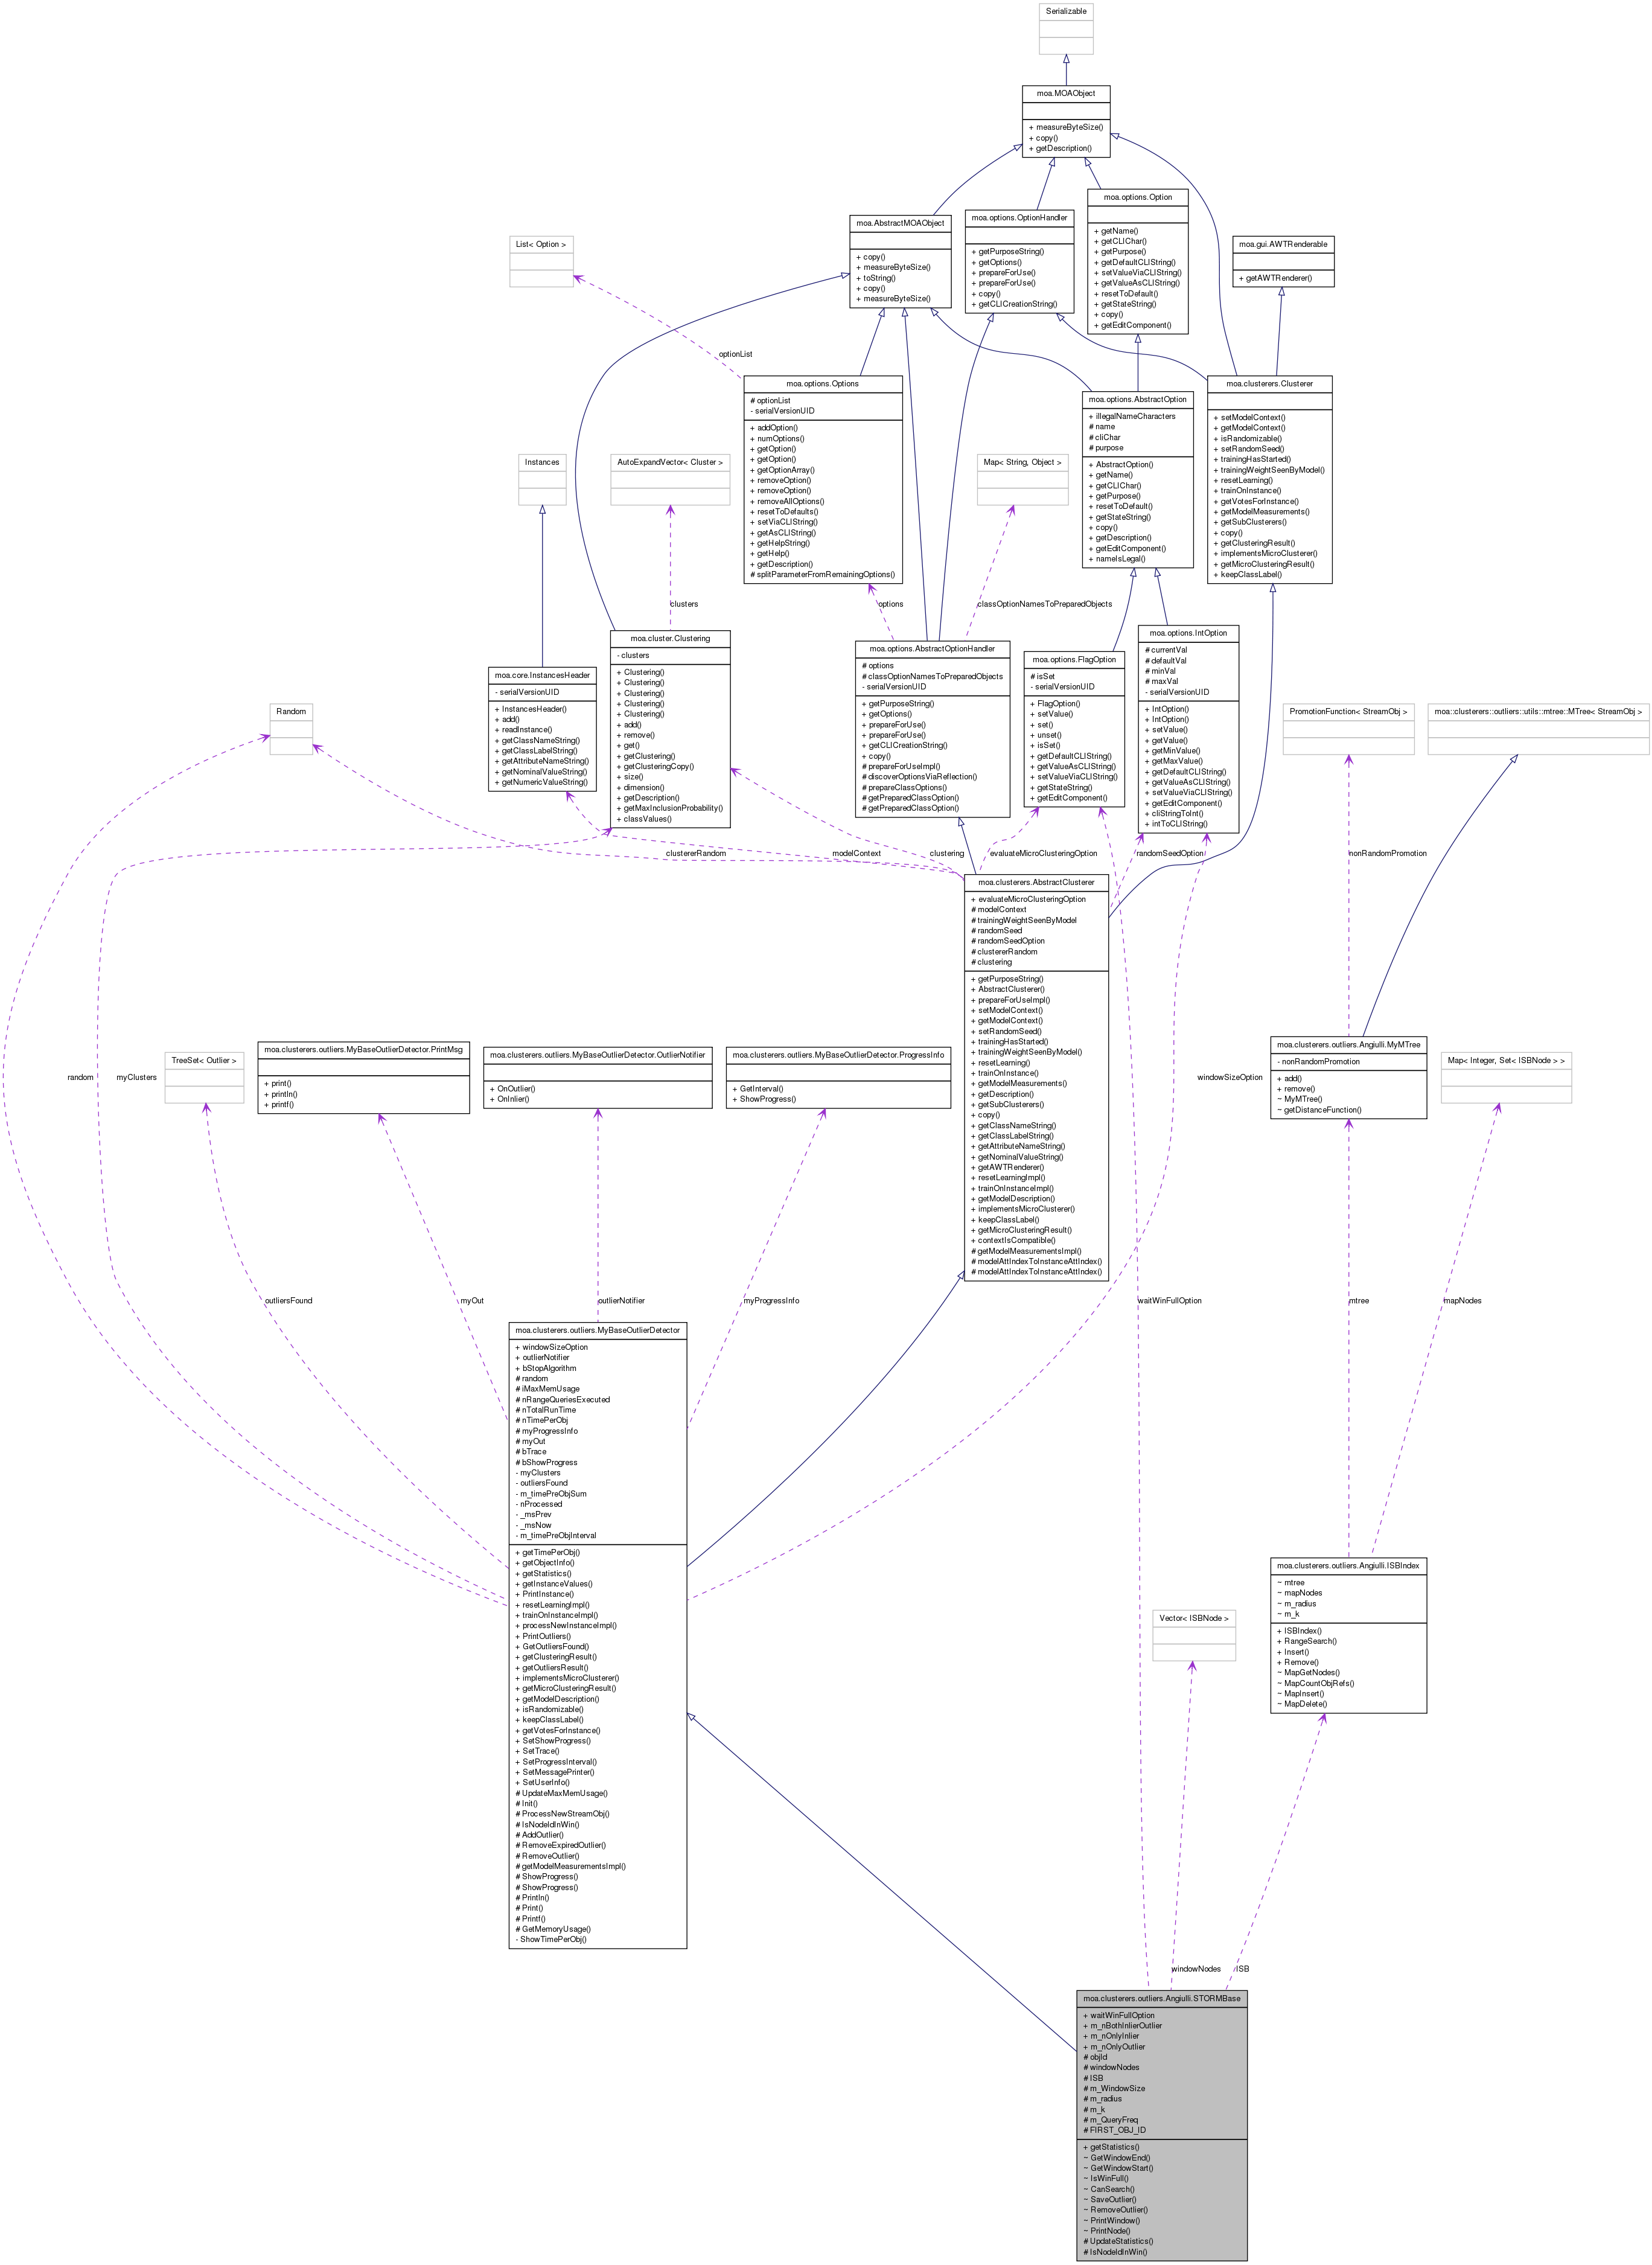 Serializable
moa.MOAObject
+ measureByteSize()
+ copy()
+ getDescription()
moa.options.Option
+ getName()
+ getCLIChar()
+ getPurpose()
+ getDefaultCLIString()
+ setValueViaCLIString()
+ getValueAsCLIString()
+ resetToDefault()
+ getStateString()
+ copy()
+ getEditComponent()
moa.options.OptionHandler
+ getPurposeString()
+ getOptions()
+ prepareForUse()
+ prepareForUse()
+ copy()
+ getCLICreationString()
moa.AbstractMOAObject
+ copy()
+ measureByteSize()
+ toString()
+ copy()
+ measureByteSize()
List< Option >
moa.gui.AWTRenderable
+ getAWTRenderer()
optionList
moa.options.Options
# optionList
- serialVersionUID
+ addOption()
+ numOptions()
+ getOption()
+ getOption()
+ getOptionArray()
+ removeOption()
+ removeOption()
+ removeAllOptions()
+ resetToDefaults()
+ setViaCLIString()
+ getAsCLIString()
+ getHelpString()
+ getHelp()
+ getDescription()
# splitParameterFromRemainingOptions()
moa.options.AbstractOption
+ illegalNameCharacters
# name
# cliChar
# purpose
+ AbstractOption()
+ getName()
+ getCLIChar()
+ getPurpose()
+ resetToDefault()
+ getStateString()
+ copy()
+ getDescription()
+ getEditComponent()
+ nameIsLegal()
moa.clusterers.Clusterer
+ setModelContext()
+ getModelContext()
+ isRandomizable()
+ setRandomSeed()
+ trainingHasStarted()
+ trainingWeightSeenByModel()
+ resetLearning()
+ trainOnInstance()
+ getVotesForInstance()
+ getModelMeasurements()
+ getSubClusterers()
+ copy()
+ getClusteringResult()
+ implementsMicroClusterer()
+ getMicroClusteringResult()
+ keepClassLabel()
Instances
AutoExpandVector< Cluster >
Map< String, Object >
clusters
options
classOptionNamesToPreparedObjects
moa.cluster.Clustering
- clusters
+ Clustering()
+ Clustering()
+ Clustering()
+ Clustering()
+ Clustering()
+ add()
+ remove()
+ get()
+ getClustering()
+ getClusteringCopy()
+ size()
+ dimension()
+ getDescription()
+ getMaxInclusionProbability()
+ classValues()
moa.core.InstancesHeader
- serialVersionUID
+ InstancesHeader()
+ add()
+ readInstance()
+ getClassNameString()
+ getClassLabelString()
+ getAttributeNameString()
+ getNominalValueString()
+ getNumericValueString()
moa.options.AbstractOptionHandler
# options
# classOptionNamesToPreparedObjects
- serialVersionUID
+ getPurposeString()
+ getOptions()
+ prepareForUse()
+ prepareForUse()
+ getCLICreationString()
+ copy()
# prepareForUseImpl()
# discoverOptionsViaReflection()
# prepareClassOptions()
# getPreparedClassOption()
# getPreparedClassOption()
moa.options.FlagOption
# isSet
- serialVersionUID
+ FlagOption()
+ setValue()
+ set()
+ unset()
+ isSet()
+ getDefaultCLIString()
+ getValueAsCLIString()
+ setValueViaCLIString()
+ getStateString()
+ getEditComponent()
moa.options.IntOption
# currentVal
# defaultVal
# minVal
# maxVal
- serialVersionUID
+ IntOption()
+ IntOption()
+ setValue()
+ getValue()
+ getMinValue()
+ getMaxValue()
+ getDefaultCLIString()
+ getValueAsCLIString()
+ setValueViaCLIString()
+ getEditComponent()
+ cliStringToInt()
+ intToCLIString()
Random
PromotionFunction< StreamObj >
moa::clusterers::outliers::utils::mtree::MTree< StreamObj >
clustererRandom
modelContext
clustering
evaluateMicroClusteringOption
randomSeedOption
nonRandomPromotion
moa.clusterers.AbstractClusterer
+ evaluateMicroClusteringOption
# modelContext
# trainingWeightSeenByModel
# randomSeed
# randomSeedOption
# clustererRandom
# clustering
+ getPurposeString()
+ AbstractClusterer()
+ prepareForUseImpl()
+ setModelContext()
+ getModelContext()
+ setRandomSeed()
+ trainingHasStarted()
+ trainingWeightSeenByModel()
+ resetLearning()
+ trainOnInstance()
+ getModelMeasurements()
+ getDescription()
+ getSubClusterers()
+ copy()
+ getClassNameString()
+ getClassLabelString()
+ getAttributeNameString()
+ getNominalValueString()
+ getAWTRenderer()
+ resetLearningImpl()
+ trainOnInstanceImpl()
+ getModelDescription()
+ implementsMicroClusterer()
+ keepClassLabel()
+ getMicroClusteringResult()
+ contextIsCompatible()
# getModelMeasurementsImpl()
# modelAttIndexToInstanceAttIndex()
# modelAttIndexToInstanceAttIndex()
random
myClusters
TreeSet< Outlier >
moa.clusterers.outliers.MyBaseOutlierDetector.PrintMsg
+ print()
+ println()
+ printf()
moa.clusterers.outliers.MyBaseOutlierDetector.OutlierNotifier
+ OnOutlier()
+ OnInlier()
moa.clusterers.outliers.MyBaseOutlierDetector.ProgressInfo
+ GetInterval()
+ ShowProgress()
windowSizeOption
moa.clusterers.outliers.Angiulli.MyMTree
- nonRandomPromotion
+ add()
+ remove()
~ MyMTree()
~ getDistanceFunction()
Map< Integer, Set< ISBNode > >
outliersFound
myOut
outlierNotifier
myProgressInfo
waitWinFullOption
mtree
mapNodes
moa.clusterers.outliers.MyBaseOutlierDetector
+ windowSizeOption
+ outlierNotifier
+ bStopAlgorithm
# random
# iMaxMemUsage
# nRangeQueriesExecuted
# nTotalRunTime
# nTimePerObj
# myProgressInfo
# myOut
# bTrace
# bShowProgress
- myClusters
- outliersFound
- m_timePreObjSum
- nProcessed
- _msPrev
- _msNow
- m_timePreObjInterval
+ getTimePerObj()
+ getObjectInfo()
+ getStatistics()
+ getInstanceValues()
+ PrintInstance()
+ resetLearningImpl()
+ trainOnInstanceImpl()
+ processNewInstanceImpl()
+ PrintOutliers()
+ GetOutliersFound()
+ getClusteringResult()
+ getOutliersResult()
+ implementsMicroClusterer()
+ getMicroClusteringResult()
+ getModelDescription()
+ isRandomizable()
+ keepClassLabel()
+ getVotesForInstance()
+ SetShowProgress()
+ SetTrace()
+ SetProgressInterval()
+ SetMessagePrinter()
+ SetUserInfo()
# UpdateMaxMemUsage()
# Init()
# ProcessNewStreamObj()
# IsNodeIdInWin()
# AddOutlier()
# RemoveExpiredOutlier()
# RemoveOutlier()
# getModelMeasurementsImpl()
# ShowProgress()
# ShowProgress()
# Println()
# Print()
# Printf()
# GetMemoryUsage()
- ShowTimePerObj()
moa.clusterers.outliers.Angiulli.ISBIndex
~ mtree
~ mapNodes
~ m_radius
~ m_k
+ ISBIndex()
+ RangeSearch()
+ Insert()
+ Remove()
~ MapGetNodes()
~ MapCountObjRefs()
~ MapInsert()
~ MapDelete()
Vector< ISBNode >
windowNodes
ISB
moa.clusterers.outliers.Angiulli.STORMBase
+ waitWinFullOption
+ m_nBothInlierOutlier
+ m_nOnlyInlier
+ m_nOnlyOutlier
# objId
# windowNodes
# ISB
# m_WindowSize
# m_radius
# m_k
# m_QueryFreq
# FIRST_OBJ_ID
+ getStatistics()
~ GetWindowEnd()
~ GetWindowStart()
~ IsWinFull()
~ CanSearch()
~ SaveOutlier()
~ RemoveOutlier()
~ PrintWindow()
~ PrintNode()
# UpdateStatistics()
# IsNodeIdInWin()